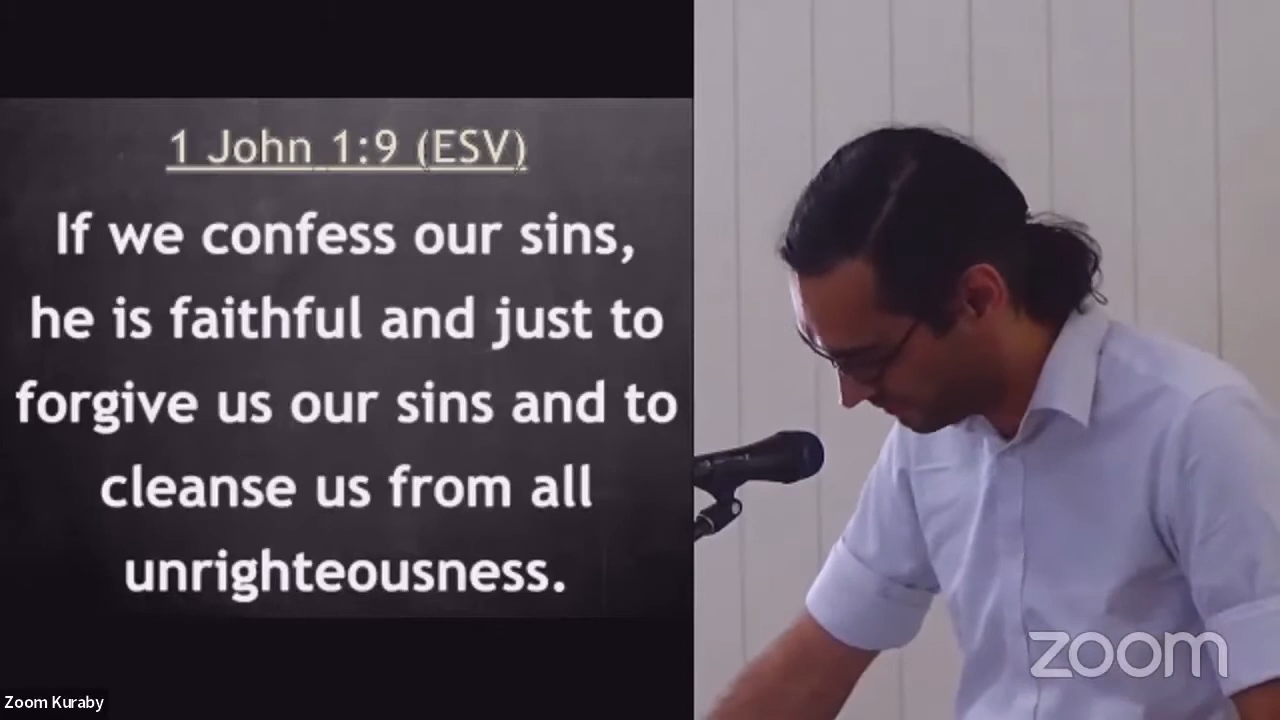 1 John 1:9 (ESV)
If we confess our sins,
he is faithful and just to
forgive us our sins and to
cleanse us from all
unrighteousness.
zoom
Zoom Kuraby